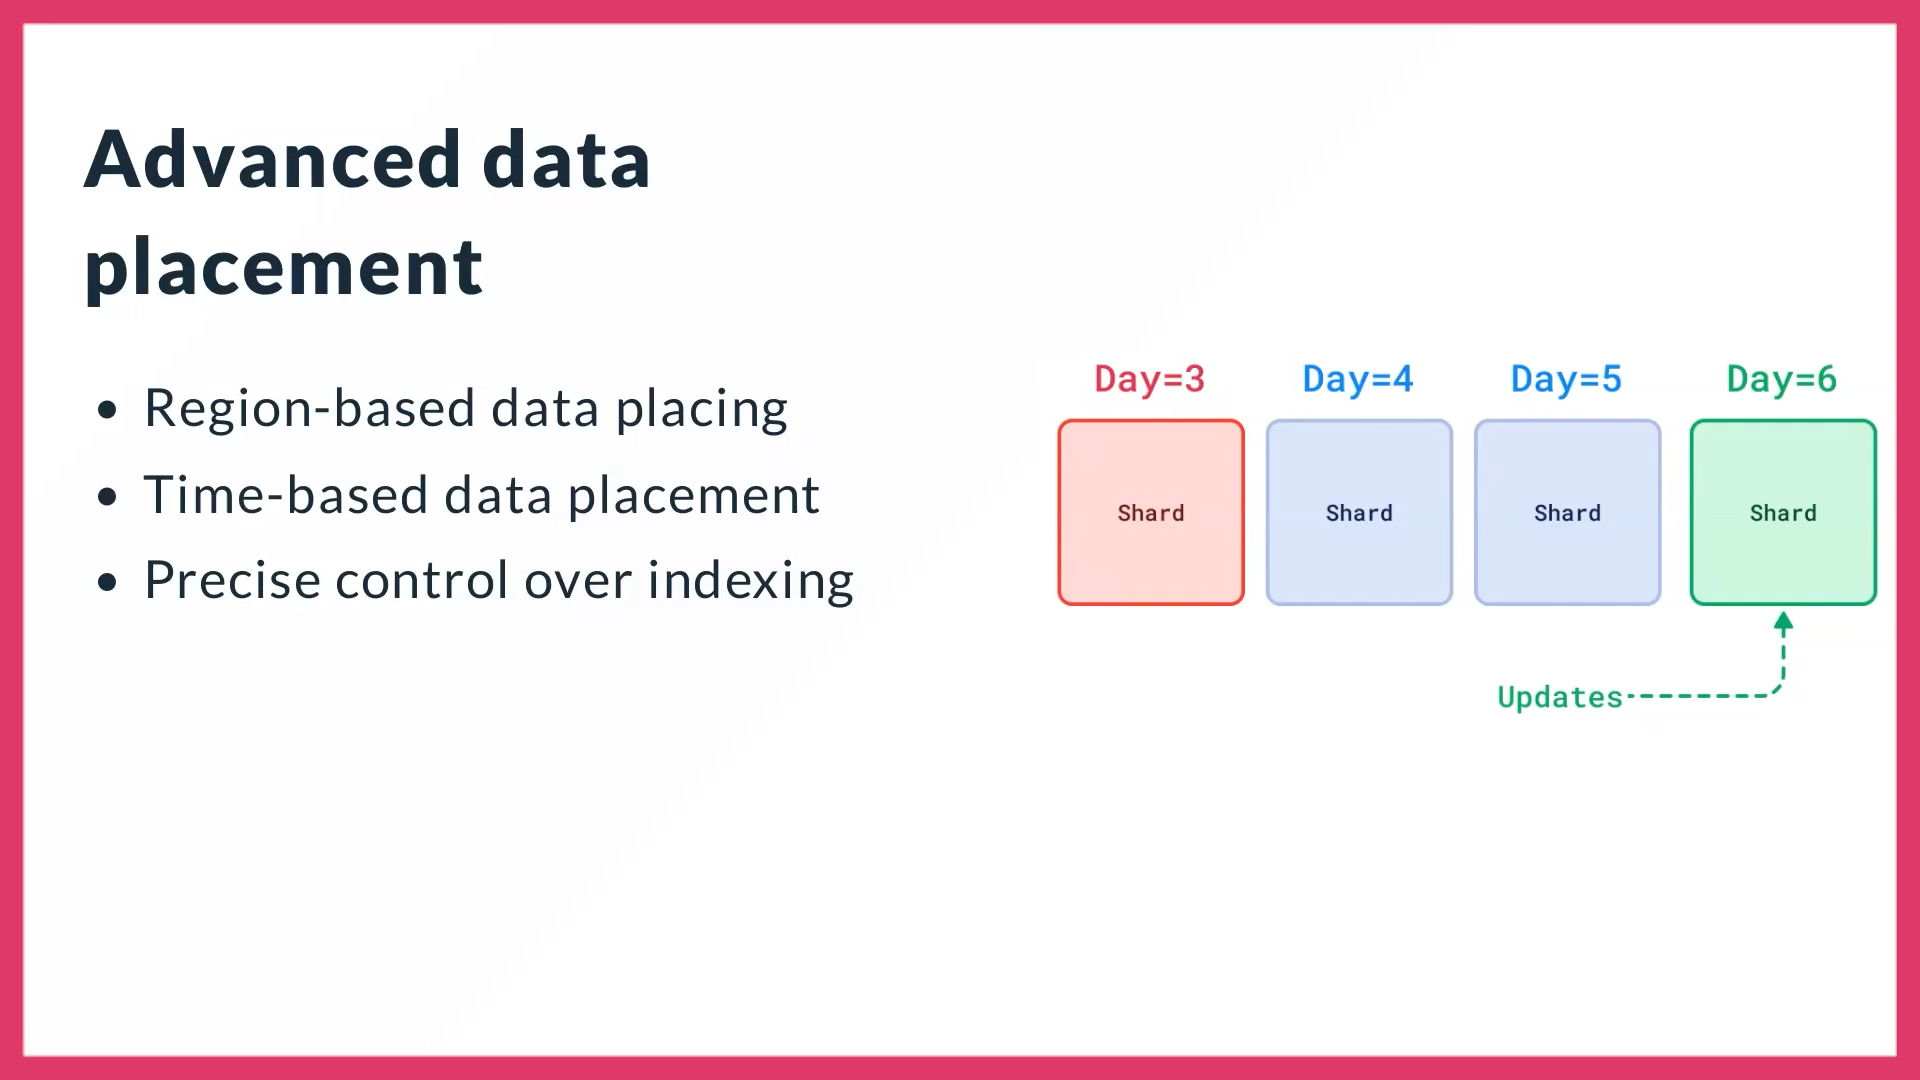 Advanced data
placement
• Region-based data placing
• Time-based data placement
• Precise control over indexing
Day=3 Day=4 Day=5 Day=6
Shard Shard Shard Shard
Updates